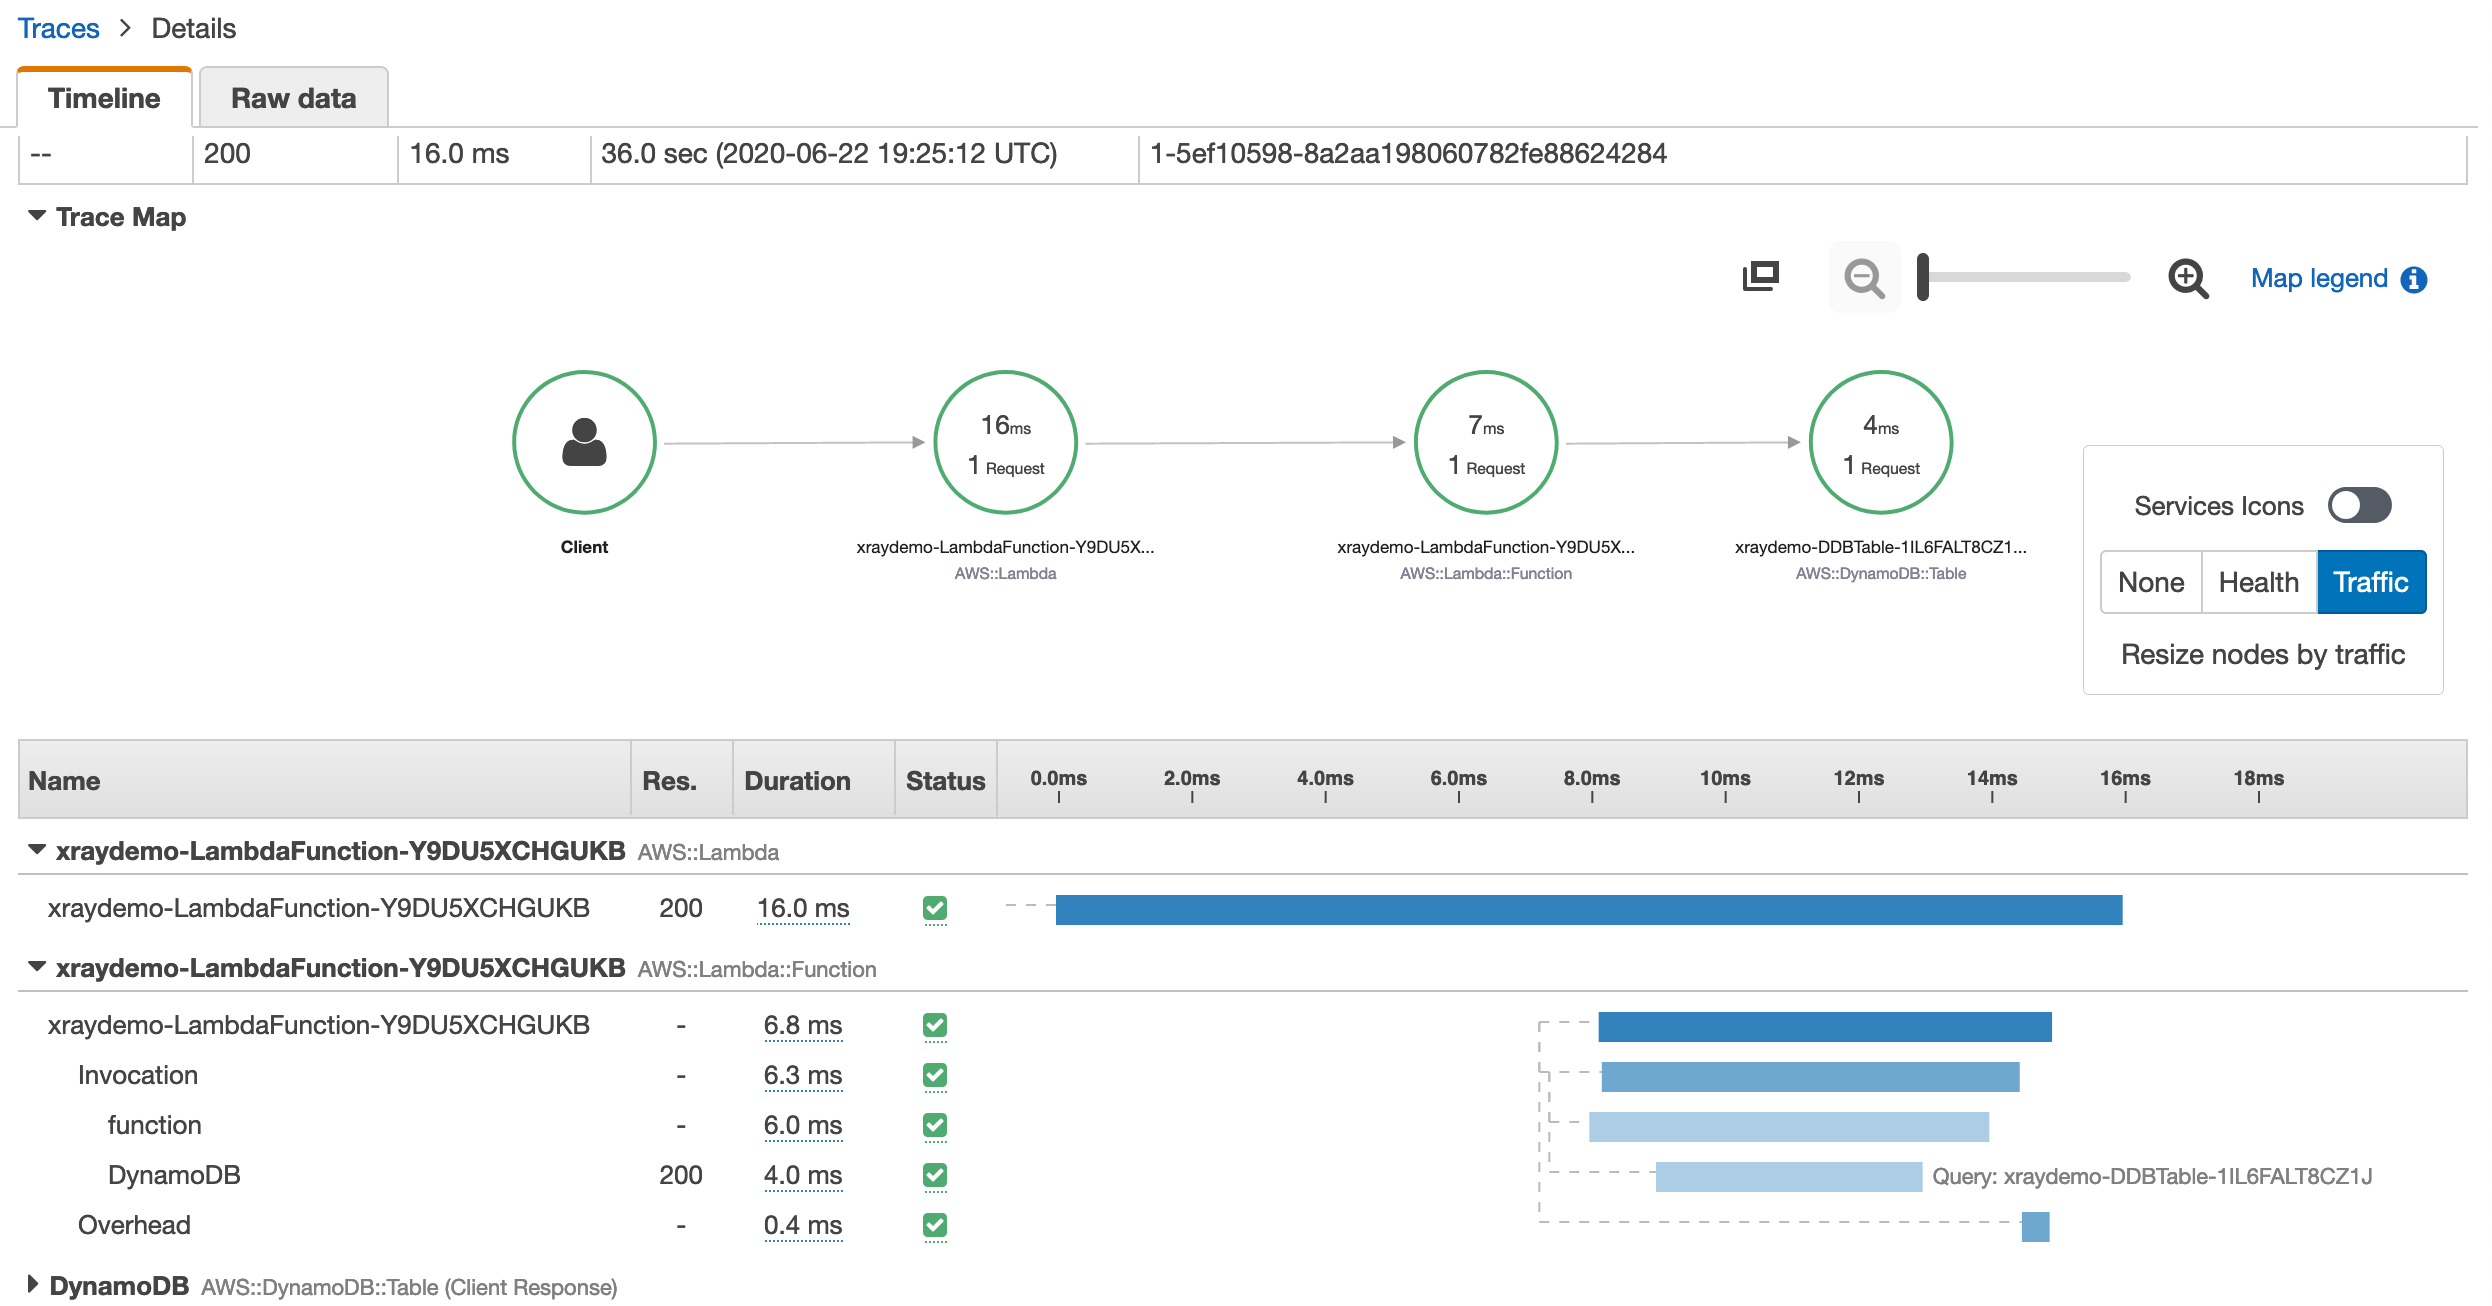 Traces > Details
Timeline Raw data
-- 200 16.0 ms 36.0 sec (2020-06-22 19:25:12 UTC) 1-5ef10598-8a2aa198060782fe88624284
Trace Map
Map legend
16ms 7ms 4ms
1 Request 1 Request 1 Request
Client xraydemo-LambdaFunction-Y9DU5X... xraydemo-LambdaFunction-Y9DU5X... xraydemo-DDBTable-1IL6FALT8CZ1...
AWS::Lambda AWS::Lambda::Function AWS::DynamoDB::Table
Services Icons
None Health Traffic
Resize nodes by traffic
Name Res. Duration Status 0.0ms 2.0ms 4.0ms 6.0ms 8.0ms 10ms 12ms 14ms 16ms 18ms
xraydemo-LambdaFunction-Y9DU5XCHGUKB AWS::Lambda
xraydemo-LambdaFunction-Y9DU5XCHGUKB 200 16.0 ms
xraydemo-LambdaFunction-Y9DU5XCHGUKB AWS::Lambda::Function
xraydemo-LambdaFunction-Y9DU5XCHGUKB - 6.8 ms
Invocation - 6.3 ms
function - 6.0 ms
DynamoDB 200 4.0 ms Query: xraydemo-DDBTable-1IL6FALT8CZ1J
Overhead - 0.4 ms
DynamoDB AWS::DynamoDB::Table (Client Response)